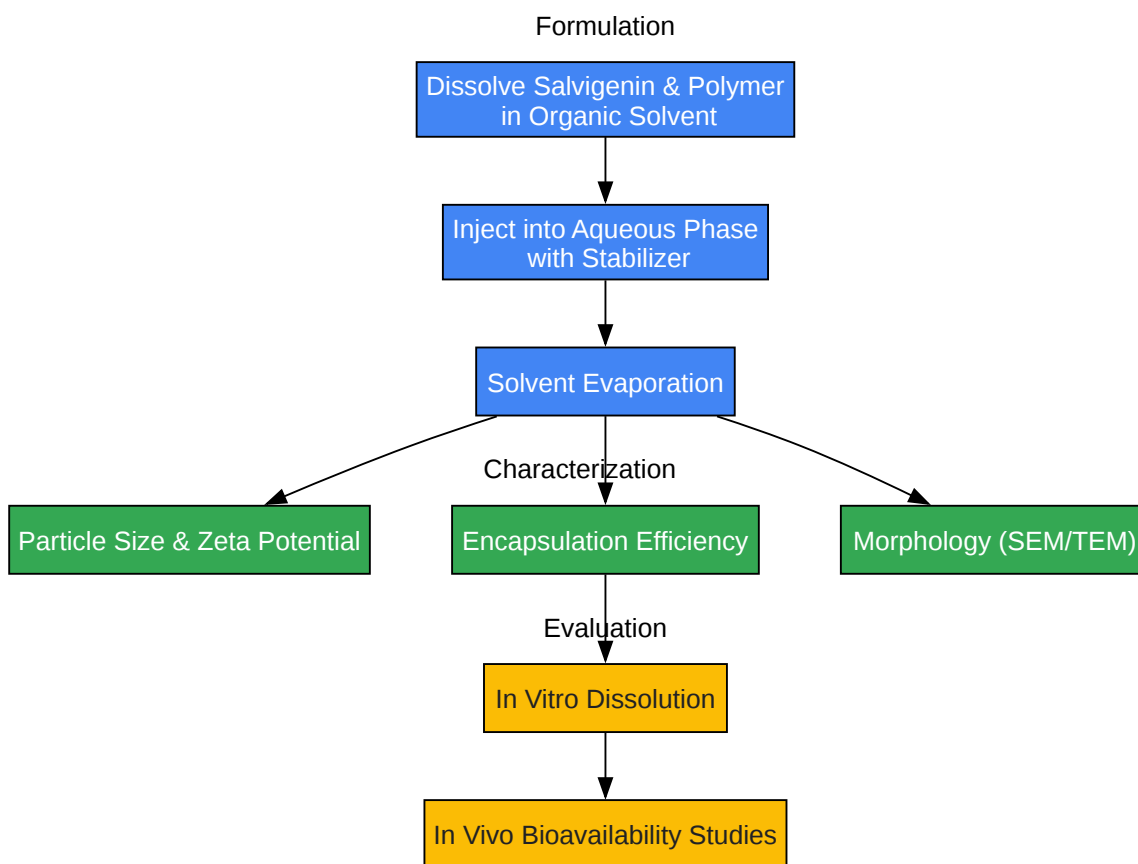 Formulation
Dissolve Salvigenin & Polymer
in Organic Solvent
Inject into Aqueous Phase
with Stabilizer
Solvent Evaporation
Characterization
Particle Size & Zeta Potential
Encapsulation Efficiency
Morphology (SEM/TEM)
Evaluation
In Vitro Dissolution
In Vivo Bioavailability Studies